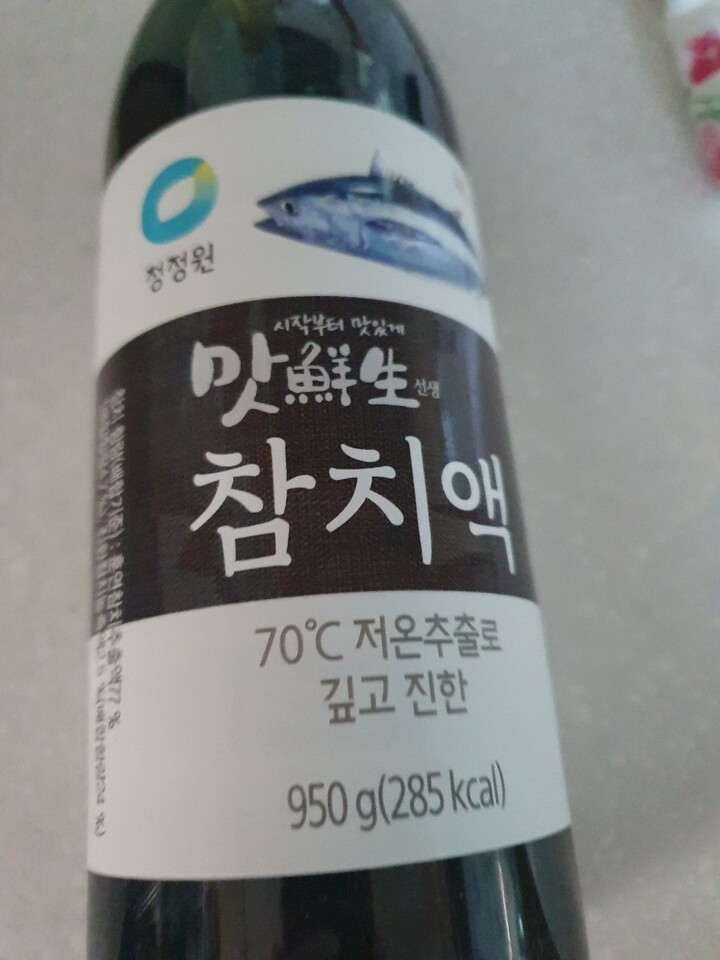 청정원
시작부터 맛있게
맛鮮生 선생
참치액
70℃ 저온추출로
깊고 진한
950 g(285 kcal)